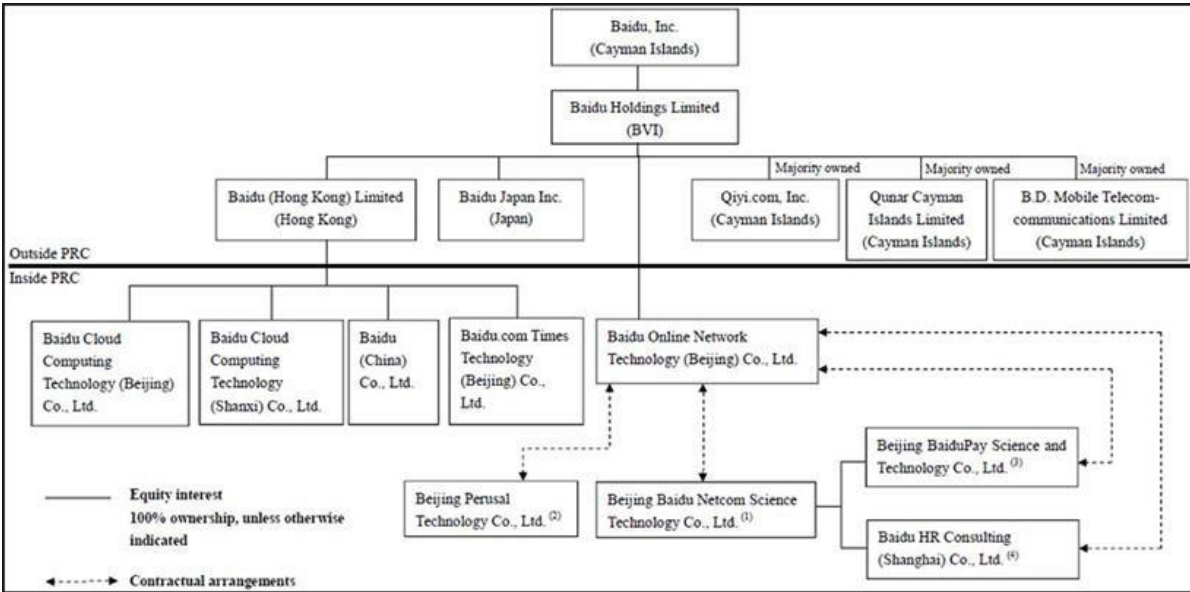 Baidu, Inc.
(Cayman Islands)
Baidu Holdings Limited
(BVI)
Majority owned
Majority owned
Majority owned
Baidu (Hong Kong) Limited
(Hong Kong)
Baidu Japan Inc.
(Japan)
Qiyi.com, Inc.
(Cayman Islands)
Qunar Cayman
Islands Limited
(Cayman Islands)
B.D. Mobile Telecom-
communications Limited
(Cayman Islands)
Outside PRC
Inside PRC
Baidu Cloud
Computing
Technology (Beijing)
Co., Ltd.
Baidu Cloud
Computing
Technology
(Shanxi) Co., Ltd.
Baidu
(China)
Co., Ltd.
Baidu.com Times
Technology
(Beijing) Co.,
Ltd.
Baidu Online Network
Technology (Beijing) Co., Ltd.
Beijing Perusal
Technology Co., Ltd. (2)
Beijing Baidu Netcom Science
Technology Co., Ltd. (1)
Beijing BaiduPay Science and
Technology Co., Ltd. (3)
Baidu HR Consulting
(Shanghai) Co., Ltd. (4)
Equity interest
100% ownership, unless otherwise
indicated
Contractual arrangements